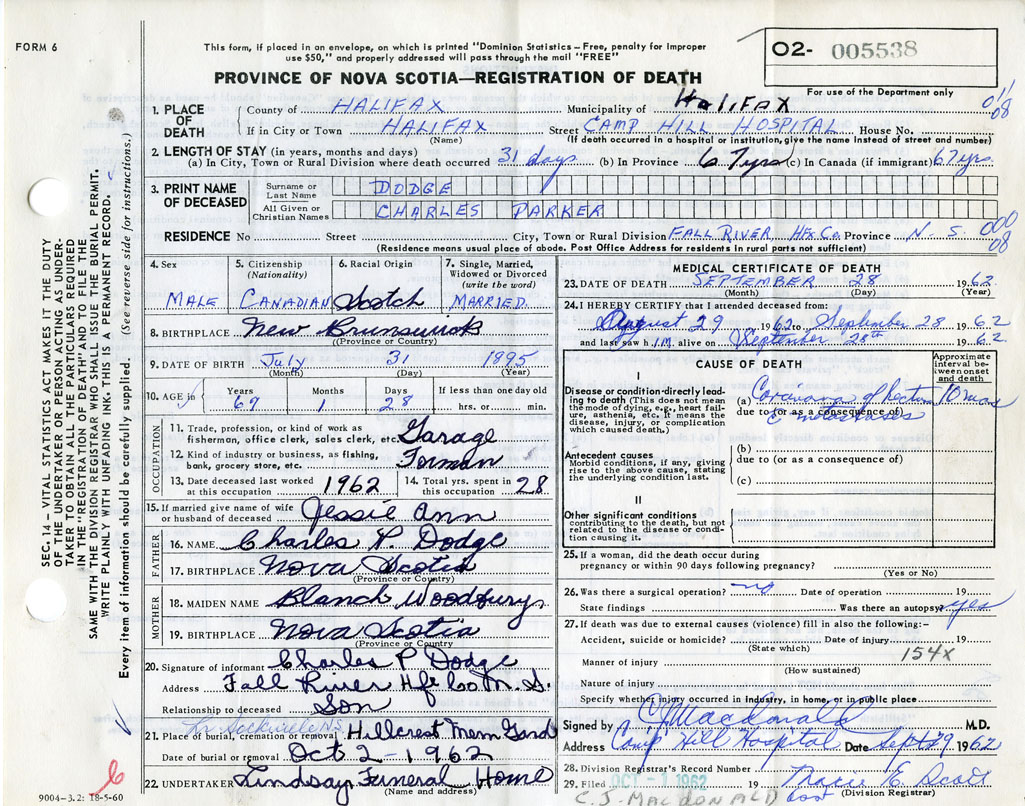 FORM 6
This form, if placed in an envelope, on which is printed "Dominion Statistics – Free, penalty for improper
use $50," and properly addressed will pass through the mail "FREE"
O2- 005538
For use of the Department only
PROVINCE OF NOVA SCOTIA—REGISTRATION OF DEATH
1. PLACE OF DEATH
County of HALIFAX Municipality of HALIFAX 011
If in City or Town HALIFAX Street CAMP HILL HOSPITAL House No. 08
(Name) (If death occurred in a hospital or institution, give the name instead of street and number)
2. LENGTH OF STAY (in years, months and days)
(a) In City, Town or Rural Division where death occurred 31 days (b) In Province 67yrs (c) In Canada (if immigrant) 67 yrs.
3. PRINT NAME OF DECEASED
Surname or Last Name DODGE
All Given or Christian Names CHARLES PARKER
RESIDENCE No Street City, Town or Rural Division FALL RIVER HFX Co. Province N. S. 000
08
(Residence means usual place of abode. Post Office Address for residents in rural parts not sufficient)
4. Sex MALE
5. Citizenship (Nationality) CANADIAN
6. Racial Origin Scotch
7. Single, Married, Widowed or Divorced (write the word) MARRIED.
8. BIRTHPLACE New Brunswick
(Province or Country)
9. DATE OF BIRTH July 31 1895
(Month) (Day) (Year)
10. AGE in Years 67 Months 1 Days 28 If less than one day old hrs. or min.
OCCUPATION
11. Trade, profession, or kind of work as
fisherman, office clerk, sales clerk, etc. Garage
12. Kind of industry or business, as fishing,
bank, grocery store, etc. Forman
13. Date deceased last worked at this occupation 1962 14. Total yrs. spent in this occupation 28
15. If married give name of wife
or husband of deceased Jessie Ann
FATHER
16. NAME Charles P. Dodge
17. BIRTHPLACE Nova Scotia
(Province or Country)
MOTHER
18. MAIDEN NAME Blanch Woodburys
19. BIRTHPLACE Nova Scotia
(Province or Country)
20. Signature of informant Charles P Dodge
Address Fall River Hfx Co N. S.
Relationship to deceased Son
Lr Sackville N.S.
21. Place of burial, cremation or removal Hillcrest Mem Gard
Date of burial or removal Oct 2 - 1962
22. UNDERTAKER Lindsay Funeral Home
(Name and address)
MEDICAL CERTIFICATE OF DEATH
23. DATE OF DEATH SEPTEMBER 28 1962
(Month) (Day) (Year)
24. I HEREBY CERTIFY that I attended deceased from:
August 29 1962 to September 28 1962
and last saw h IM. alive on September 28th 1962
CAUSE OF DEATH
Approximate interval between onset and death
I
Disease or condition directly leading to death (This does not mean the mode of dying, e.g., heart failure, asthenia, etc. It means the disease, injury, or complication which caused death.)
(a) of Rectum 10 mos
due to (or as a consequence of)
c metastases
Antecedent causes
Morbid conditions, if any, giving rise to the above cause, stating the underlying condition last.
(b)
due to (or as a consequence of)
(c)
II
Other significant conditions
contributing to the death, but not related to the disease or condition causing it.
25. If a woman, did the death occur during
pregnancy or within 90 days following pregnancy?
(Yes or No)
26. Was there a surgical operation? no Date of operation 19
State findings Was there an autopsy? yes
27. If death was due to external causes (violence) fill in also the following:-
Accident, suicide or homicide? Date of injury 19
(State which) 154X
Manner of injury
(How sustained)
Nature of injury
Specify whether injury occurred in industry, in home, or in public place
Signed by CJ MacDonald M.D.
Address Camp Hill Hospital Date Sept 29 1962
28. Division Registrar's Record Number
29. Filed OCT - 1 1962
(Division Registrar)
C. J. MACDONALD
SEC. 14 – VITAL STATISTICS ACT MAKES IT THE DUTY
OF THE UNDERTAKER OR PERSON ACTING AS UNDER-
TAKER TO OBTAIN ALL THE PARTICULARS REQUIRED
IN THE "REGISTRATION OF DEATH" AND TO FILE THE
SAME WITH THE DIVISION REGISTRAR WHO SHALL ISSUE THE BURIAL PERMIT.
WRITE PLAINLY WITH UNFADING INK. THIS IS A PERMANENT RECORD.
Every item of information should be carefully supplied. (See reverse side for instructions.)
6
9004-3.2: T8-5-60